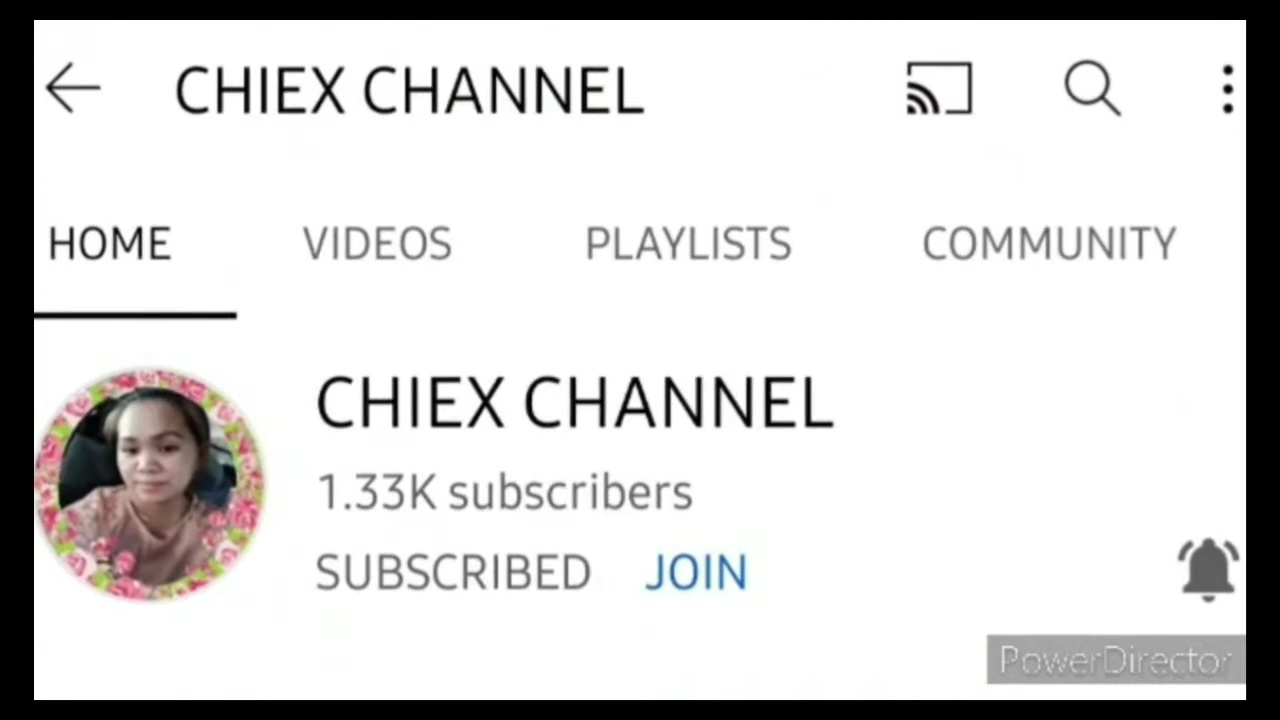 CHIEX CHANNEL
HOME VIDEOS PLAYLISTS COMMUNITY
CHIEX CHANNEL
1.33K subscribers
SUBSCRIBED JOIN
PowerDirector